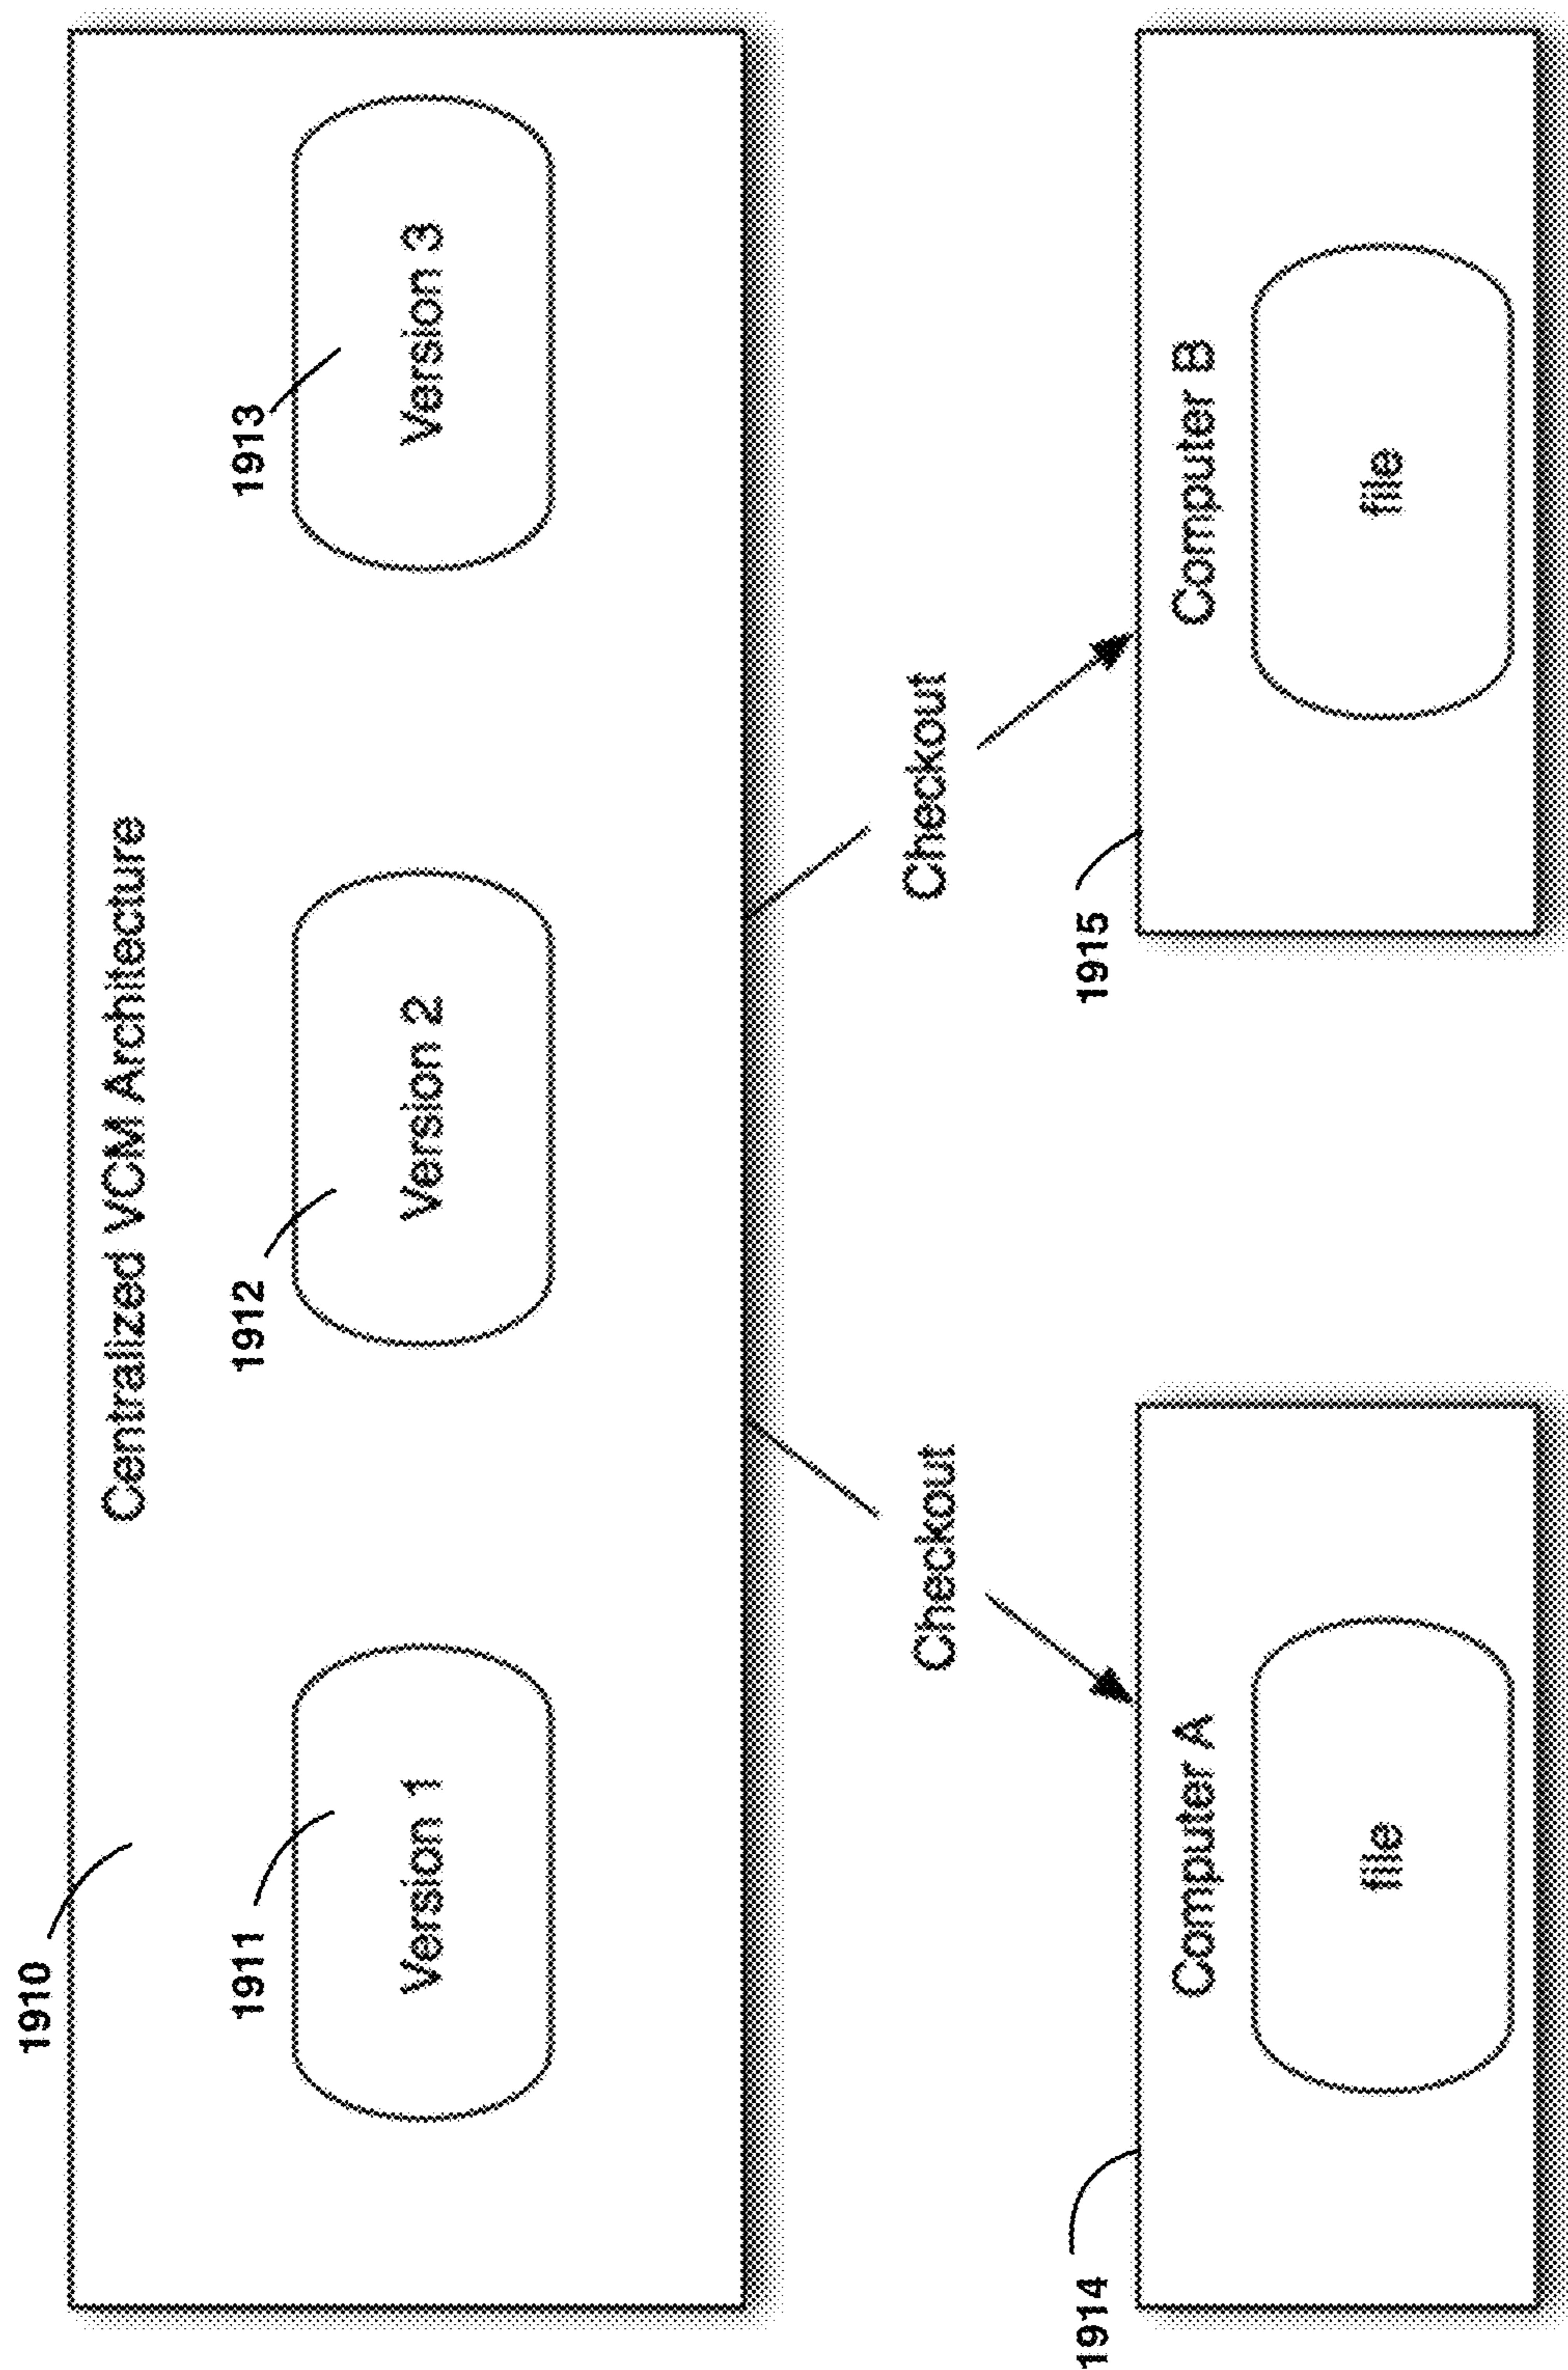 1910
Centralized VCM Architecture
1911
1912
1913
Version 1
Version 2
Version 3
Checkout
Checkout
1914
1915
Computer A
Computer B
file
file